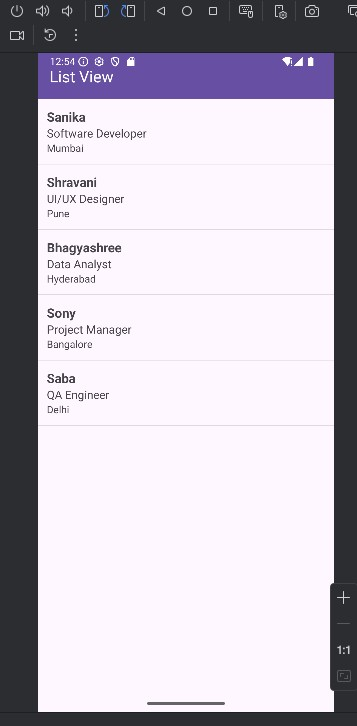 12:54
List View
Sanika
Software Developer
Mumbai
Shravani
UI/UX Designer
Pune
Bhagyashree
Data Analyst
Hyderabad
Sony
Project Manager
Bangalore
Saba
QA Engineer
Delhi
1:1